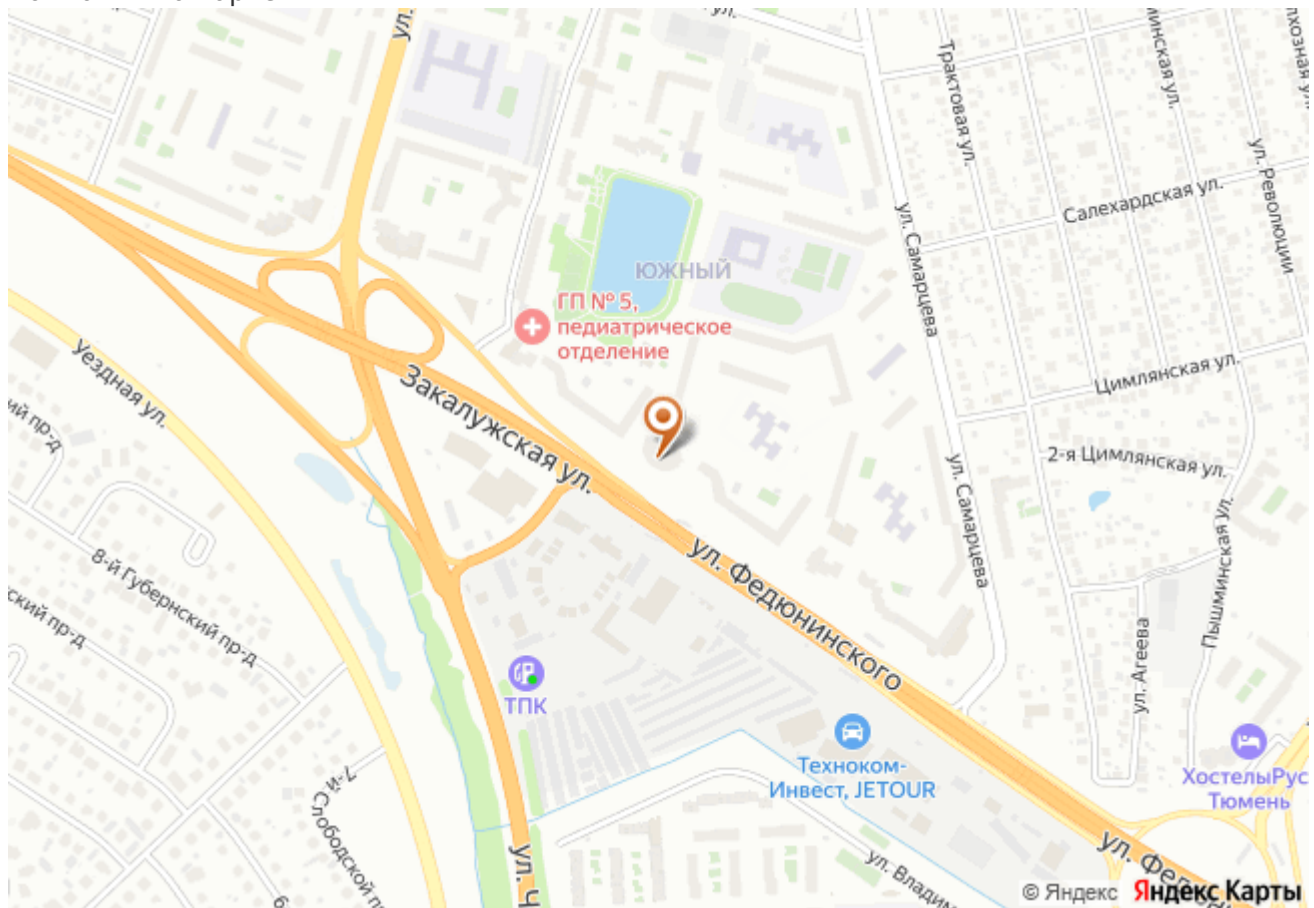 ул.
Трактовая ул.
ул. Революции
Салехардская ул.
ул. Самарцева
ЮЖНЫЙ
ГП № 5,
педиатрическое
отделение
Уездная ул.
Закалужская ул.
Цимлянская ул.
2-я Цимлянская ул.
ул. Самарцева
Пышминская ул.
8-й Губернский пр-д
ул. Федюнинского
ул. Агеева
ТПК
Техноком-
Инвест, JETOUR
ХостелыРус
Тюмень
7-й
Слободской п
ул. Ч
ул. Владим
© Яндекс Яндекс Карты